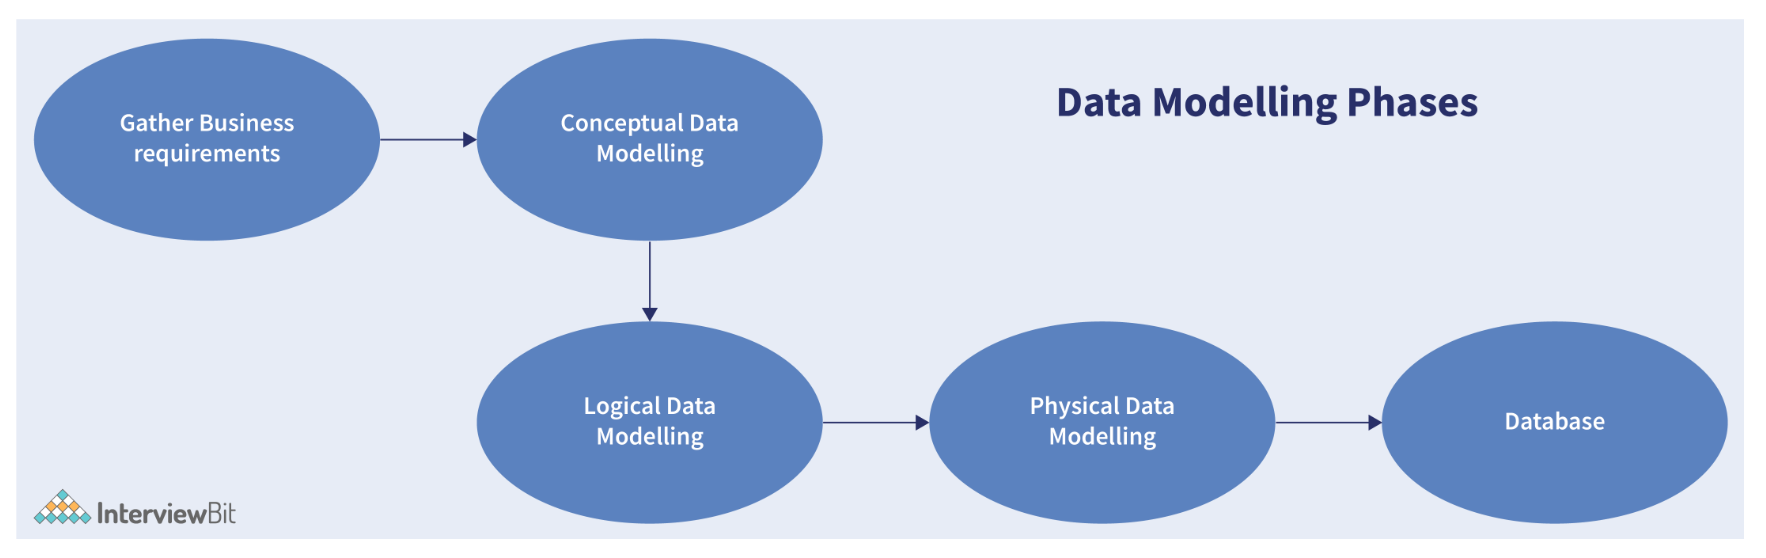 Data Modelling Phases
Gather Business
requirements
Conceptual Data
Modelling
Logical Data
Modelling
Physical Data
Modelling
Database
InterviewBit